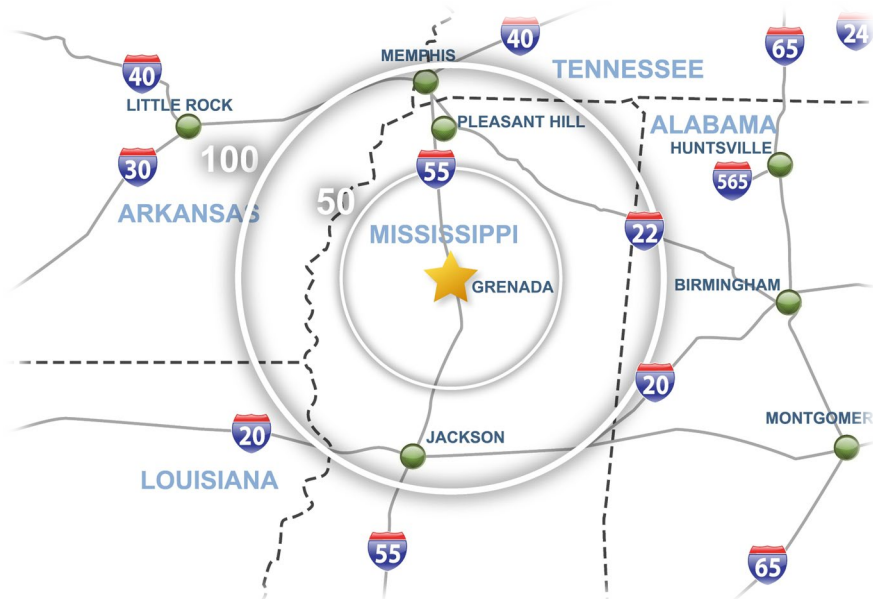 40
65
24
MEMPHIS
TENNESSEE
40
LITTLE ROCK
PLEASANT HILL
ALABAMA
HUNTSVILLE
100
55
30
565
50
ARKANSAS
MISSISSIPPI
22
GRENADA
BIRMINGHAM
20
MONTGOMER
20
JACKSON
LOUISIANA
55
65